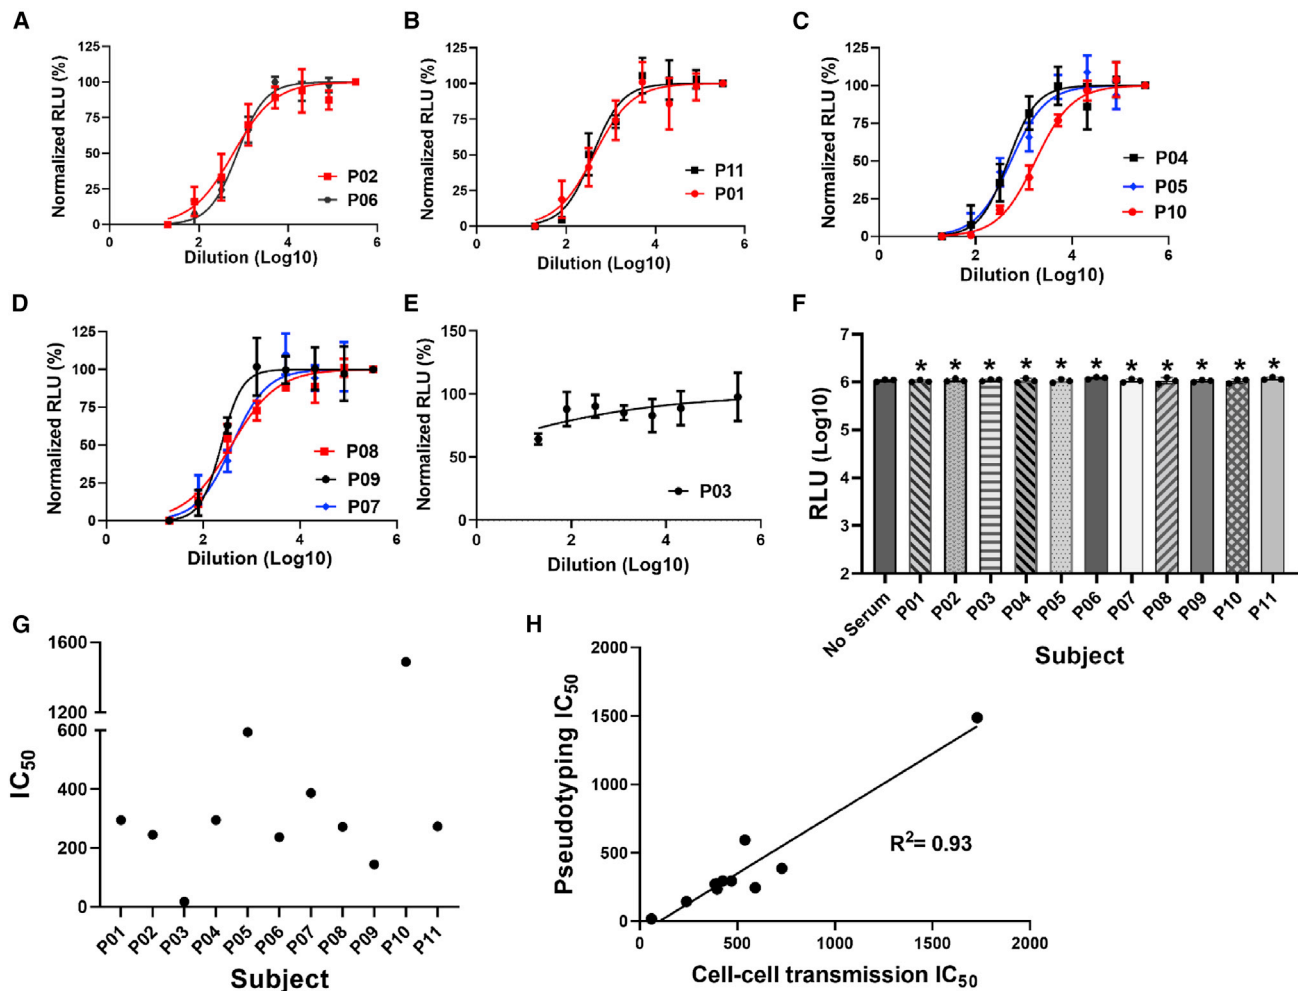 A
Normalized RLU (%)
125
100
75
50
25
0
0
2
4
6
Dilution (Log10)
P02
P06
B
Normalized RLU (%)
125
100
75
50
25
0
0
2
4
6
Dilution (Log10)
P11
P01
C
Normalized RLU (%)
125
100
75
50
25
0
0
2
4
6
Dilution (Log10)
P04
P05
P10
D
Normalized RLU (%)
125
100
75
50
25
0
0
2
4
6
Dilution (Log10)
P08
P09
P07
E
Normalized RLU (%)
150
100
50
0
0
2
4
6
Dilution (Log10)
P03
F
RLU (Log10)
7
6
5
4
3
2
* * * * * * * * * * *
No Serum
P01
P02
P03
P04
P05
P06
P07
P08
P09
P10
P11
Subject
G
IC50
1600
1200
600
400
200
0
P01
P02
P03
P04
P05
P06
P07
P08
P09
P10
P11
Subject
H
Pseudotyping IC50
2000
1500
1000
500
0
0
500
1000
1500
2000
R2= 0.93
Cell-cell transmission IC50